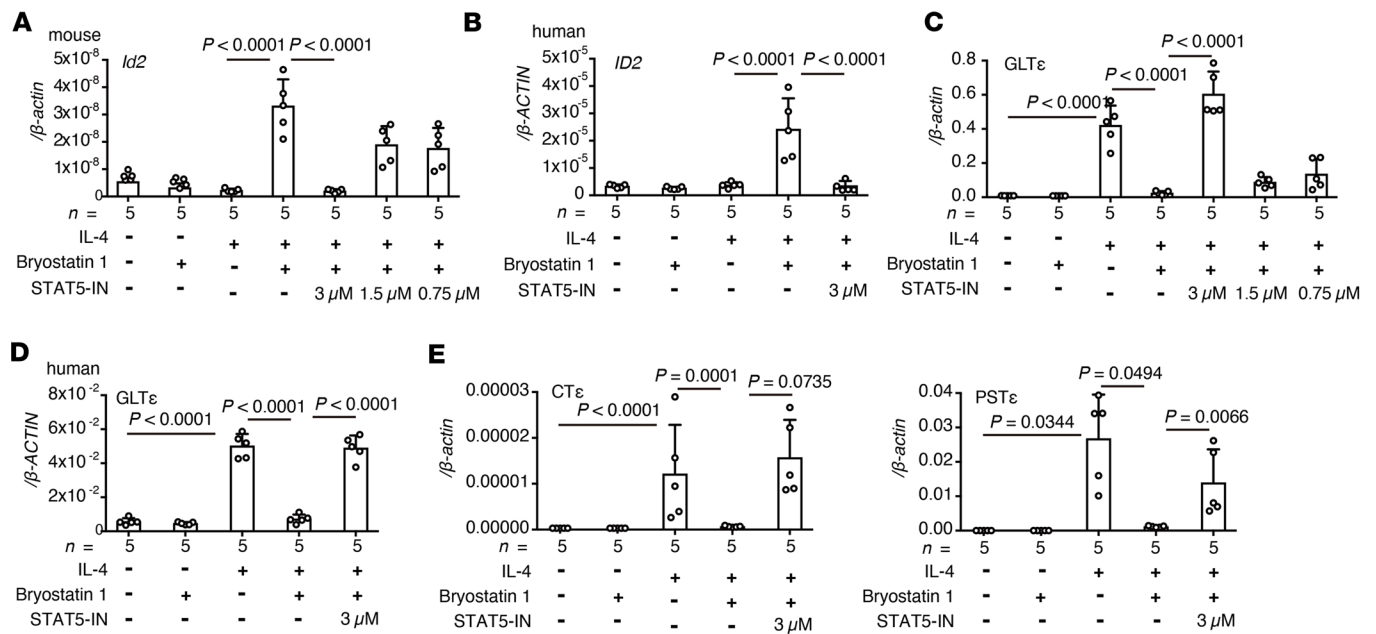 A
mouse
Id2
/β-actin
5x10-8
4x10-8
3x10-8
2x10-8
1x10-8
0
P < 0.0001 P < 0.0001
n = 5 5 5 5 5 5 5
IL-4 - - + + + + +
Bryostatin 1 - + - + + + +
STAT5-IN - - - - 3 μM 1.5 μM 0.75 μM
B
human
ID2
/β-ACTIN
5x10-5
4x10-5
3x10-5
2x10-5
1x10-5
0
P < 0.0001 P < 0.0001
n = 5 5 5 5 5
IL-4 - - + + +
Bryostatin 1 - + - + +
STAT5-IN - - - - 3 μM
C
GLTε
/β-actin
0.8
0.6
0.4
0.2
0.0
P < 0.0001
P < 0.0001
P < 0.0001
n = 5 5 5 5 5 5 5
IL-4 - - + + + + +
Bryostatin 1 - + - + + + +
STAT5-IN - - - - 3 μM 1.5 μM 0.75 μM
D
human
GLTε
/β-ACTIN
8x10-2
6x10-2
4x10-2
2x10-2
0
P < 0.0001 P < 0.0001 P < 0.0001
n = 5 5 5 5 5
IL-4 - - + + +
Bryostatin 1 - + - + +
STAT5-IN - - - - 3 μM
E
CTε
/β-actin
0.00003
0.00002
0.00001
0.00000
P < 0.0001 P = 0.0001 P = 0.0735
n = 5 5 5 5 5
IL-4 - - + + +
Bryostatin 1 - + - + +
STAT5-IN - - - - 3 μM
PSTε
/β-actin
0.04
0.03
0.02
0.01
0.00
P = 0.0344 P = 0.0494 P = 0.0066
n = 5 5 5 5 5
IL-4 - - + + +
Bryostatin 1 - + - + +
STAT5-IN - - - - 3 μM